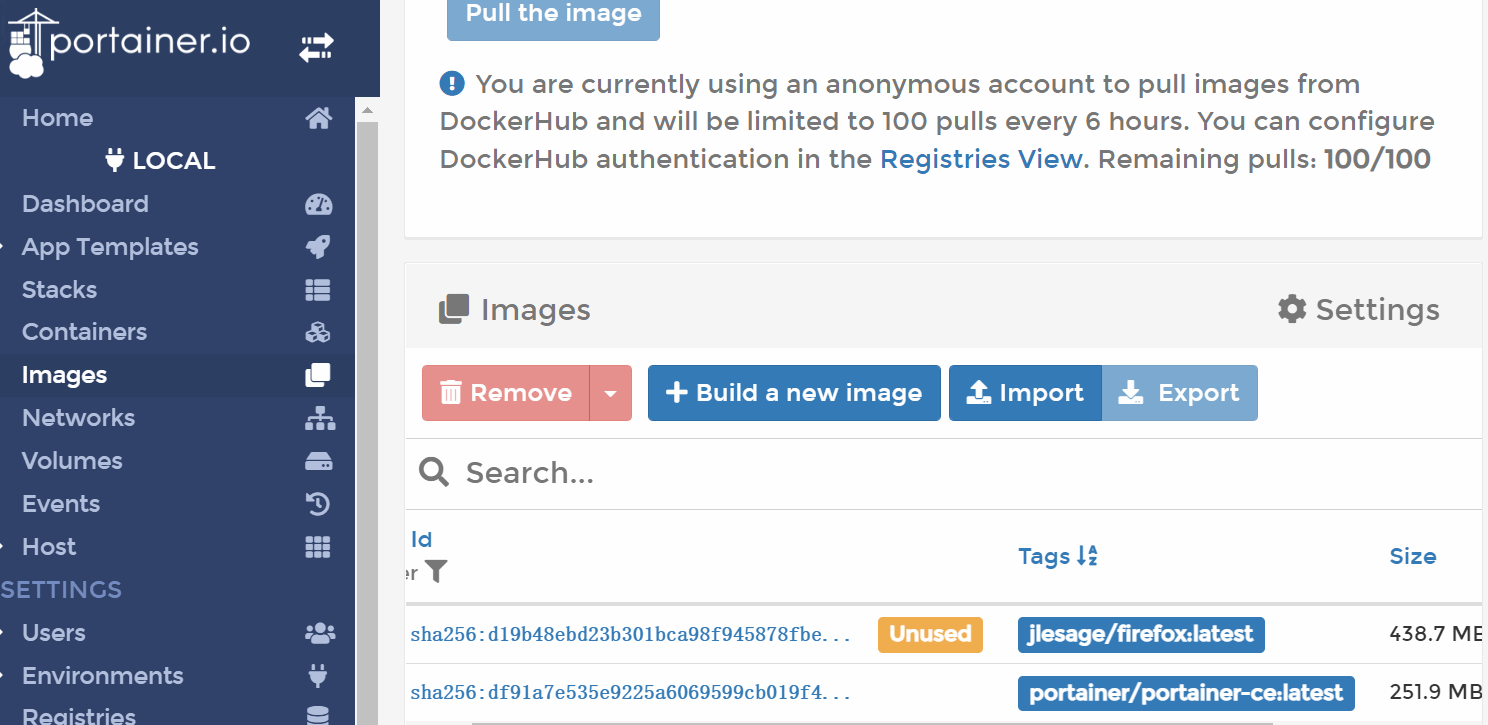 portainer.io
Home
LOCAL
Dashboard
App Templates
Stacks
Containers
Images
Networks
Volumes
Events
Host
SETTINGS
Users
Environments
Registries
Pull the image
You are currently using an anonymous account to pull images from
DockerHub and will be limited to 100 pulls every 6 hours. You can configure
DockerHub authentication in the Registries View. Remaining pulls: 100/100
Images Settings
Remove Build a new image Import Export
Search...
Id Tags Size
er
sha256:d19b48ebd23b301bca98f945878fbe... Unused jlesage/firefox:latest 438.7 MB
sha256:df91a7e535e9225a6069599cb019f4... portainer/portainer-ce:latest 251.9 MB